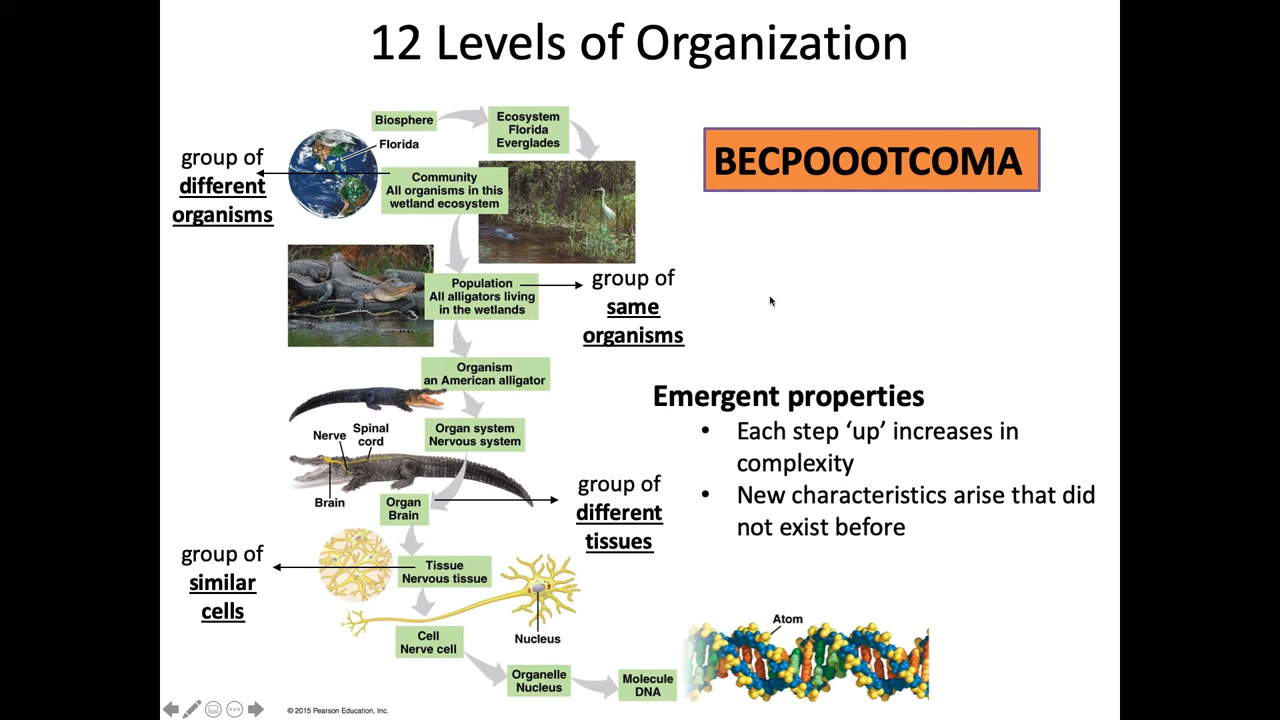 12 Levels of Organization
Biosphere
Florida
Ecosystem
Florida
Everglades
BECPOOOTCOMA
group of
different
organisms
Community
All organisms in this
wetland ecosystem
Population
All alligators living
in the wetlands
group of
same
organisms
Organism
an American alligator
Emergent properties
• Each step ‘up’ increases in
complexity
• New characteristics arise that did
not exist before
Organ system
Nervous system
Nerve
Spinal
cord
Brain
Organ
Brain
group of
different
tissues
group of
similar
cells
Tissue
Nervous tissue
Nucleus
Cell
Nerve cell
Organelle
Nucleus
Molecule
DNA
Atom
© 2015 Pearson Education, Inc.